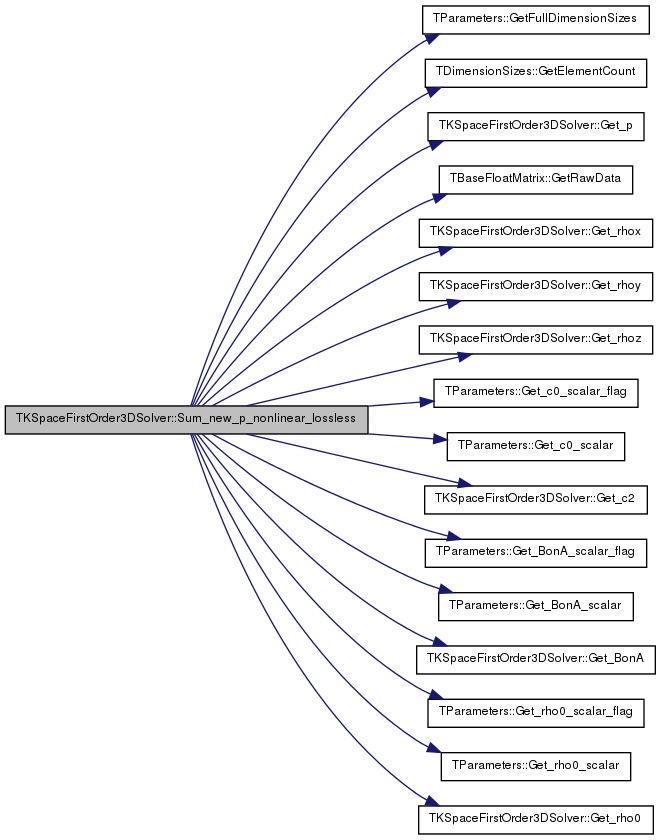 TParameters::GetFullDimensionSizes
TDimensionSizes::GetElementCount
TKSpaceFirstOrder3DSolver::Get_p
TBaseFloatMatrix::GetRawData
TKSpaceFirstOrder3DSolver::Get_rhox
TKSpaceFirstOrder3DSolver::Get_rhoy
TKSpaceFirstOrder3DSolver::Get_rhoz
TParameters::Get_c0_scalar_flag
TKSpaceFirstOrder3DSolver::Sum_new_p_nonlinear_lossless
TParameters::Get_c0_scalar
TKSpaceFirstOrder3DSolver::Get_c2
TParameters::Get_BonA_scalar_flag
TParameters::Get_BonA_scalar
TKSpaceFirstOrder3DSolver::Get_BonA
TParameters::Get_rho0_scalar_flag
TParameters::Get_rho0_scalar
TKSpaceFirstOrder3DSolver::Get_rho0